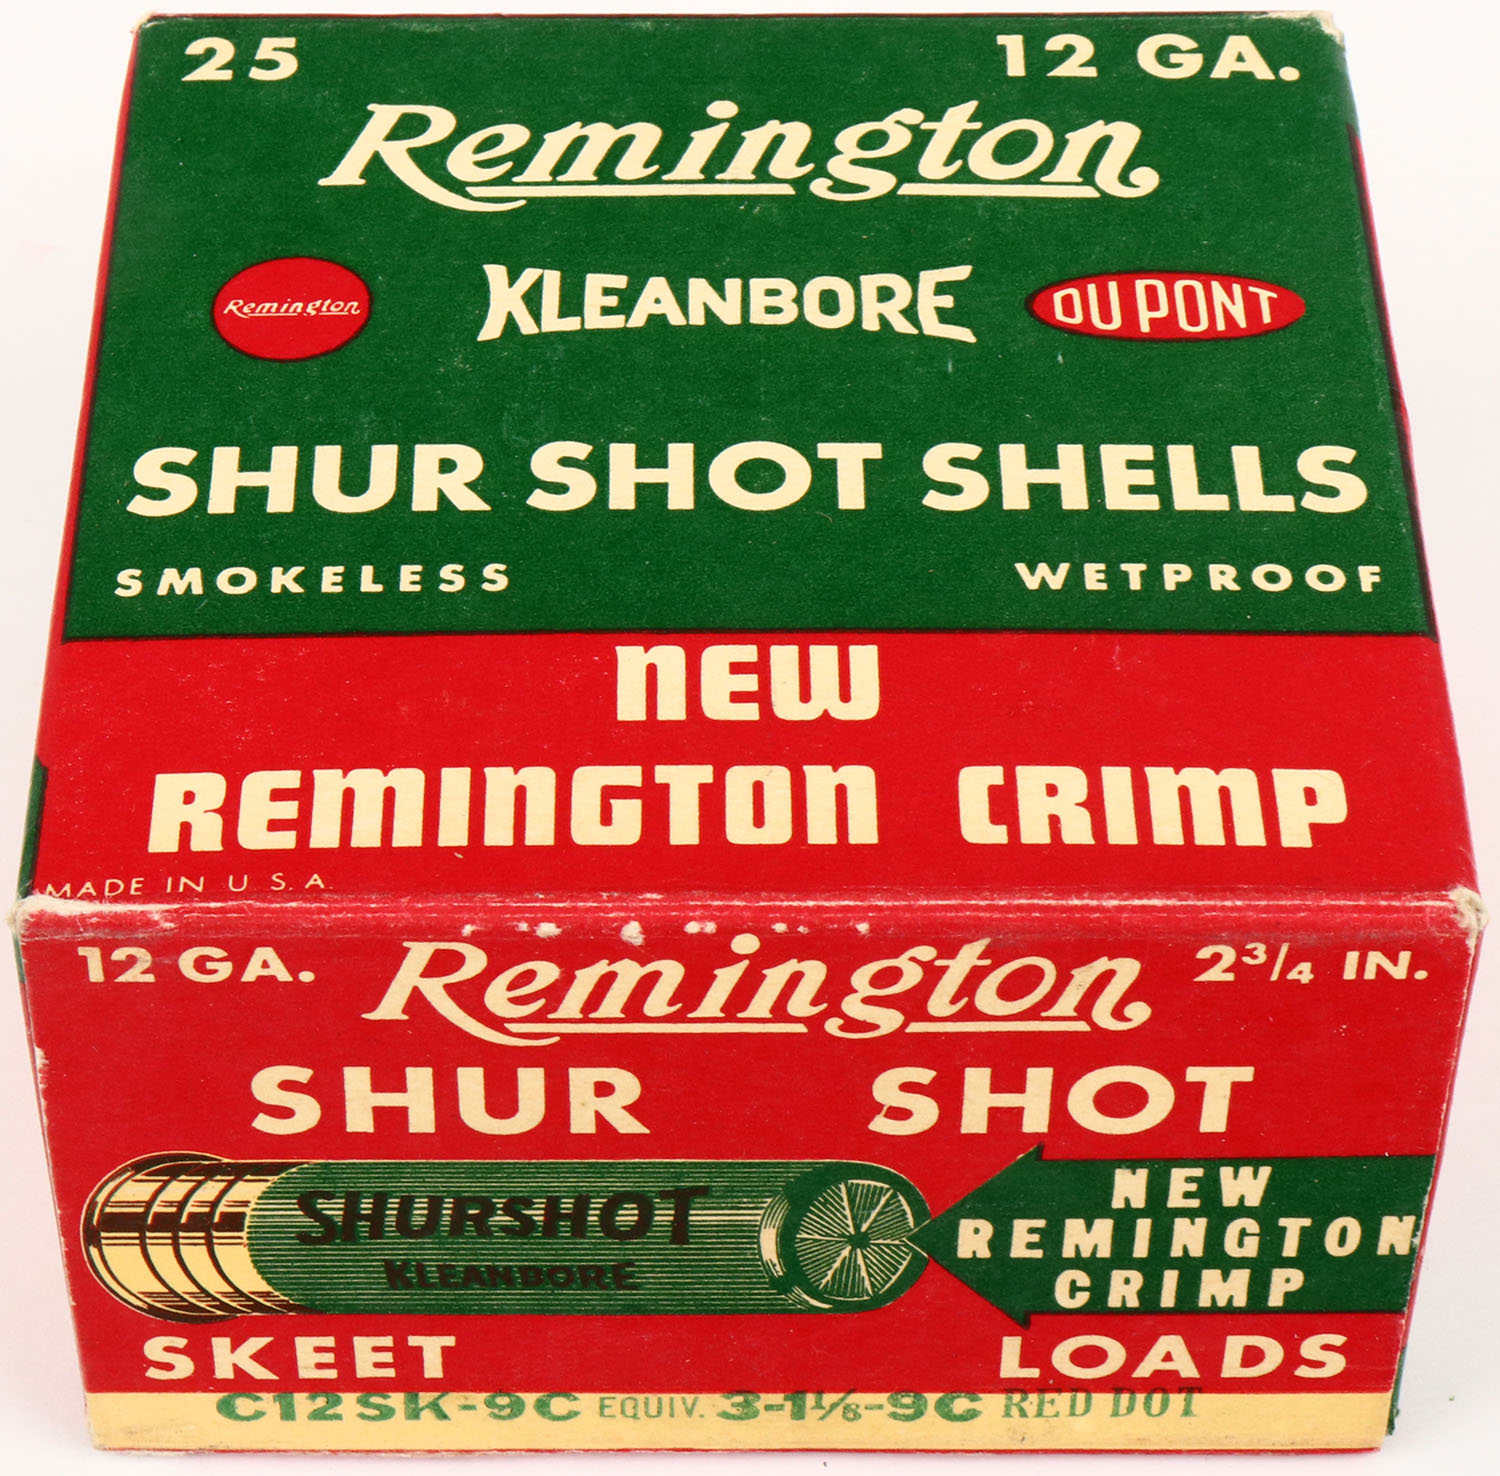 25 12 GA.
Remington
Remington KLEANBORE DU PONT
SHUR SHOT SHELLS
SMOKELESS WETPROOF
NEW
REMINGTON CRIMP
MADE IN U. S. A.
12 GA. Remington 2 3/4 IN.
SHUR SHOT
SHURSHOT
KLEANBORE
NEW
REMINGTON
CRIMP
SKEET LOADS
C12SK-9C EQUIV. 3-1⅛-9C RED DOT